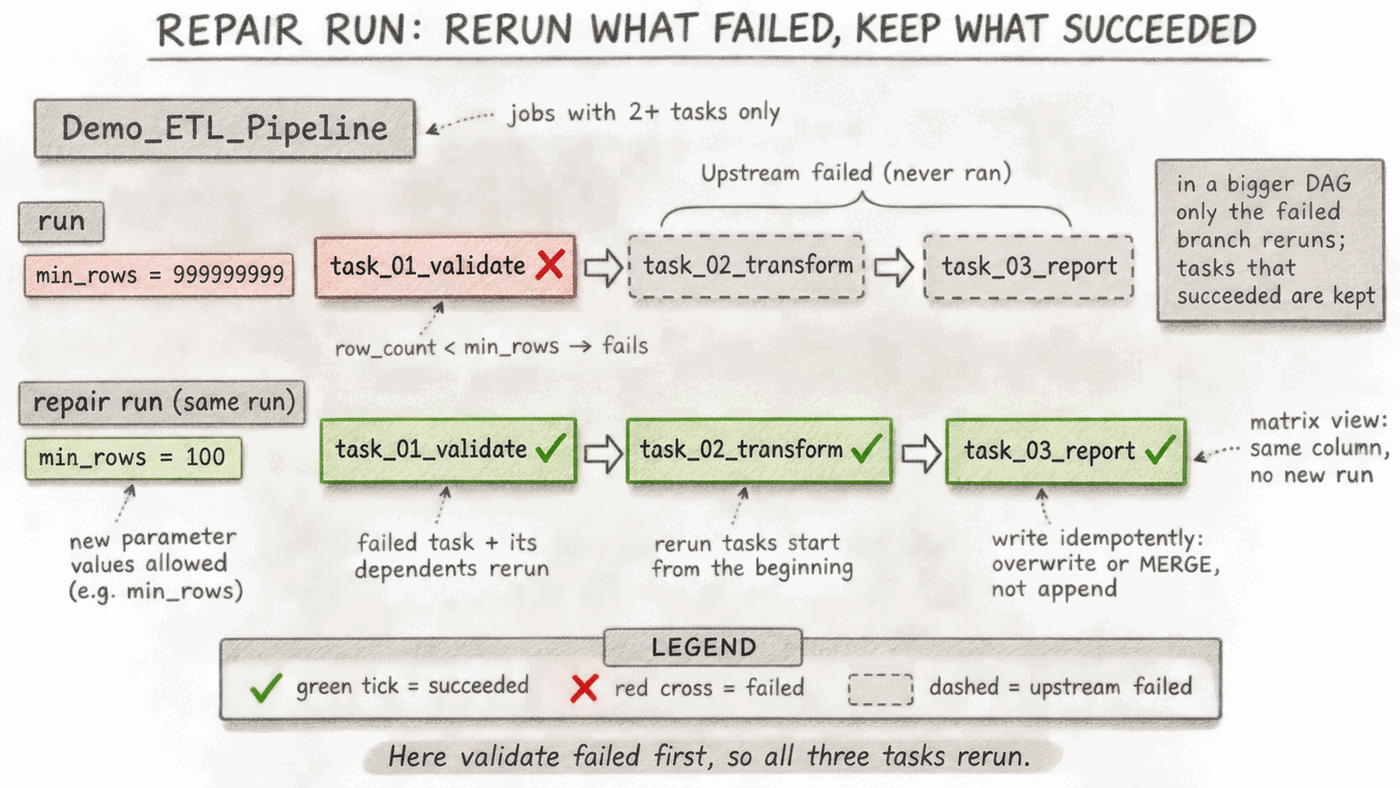 REPAIR RUN: RERUN WHAT FAILED, KEEP WHAT SUCCEEDED
Demo_ETL_Pipeline
jobs with 2+ tasks only
Upstream failed (never ran)
in a bigger DAG
only the failed
branch reruns;
tasks that
succeeded are kept
run
min_rows = 999999999
task_01_validate
task_02_transform
task_03_report
row_count < min_rows → fails
repair run (same run)
min_rows = 100
task_01_validate
task_02_transform
task_03_report
matrix view:
same column,
no new run
new parameter
values allowed
(e.g. min_rows)
failed task + its
dependents rerun
rerun tasks start
from the beginning
write idempotently:
overwrite or MERGE,
not append
LEGEND
green tick = succeeded
red cross = failed
dashed = upstream failed
Here validate failed first, so all three tasks rerun.